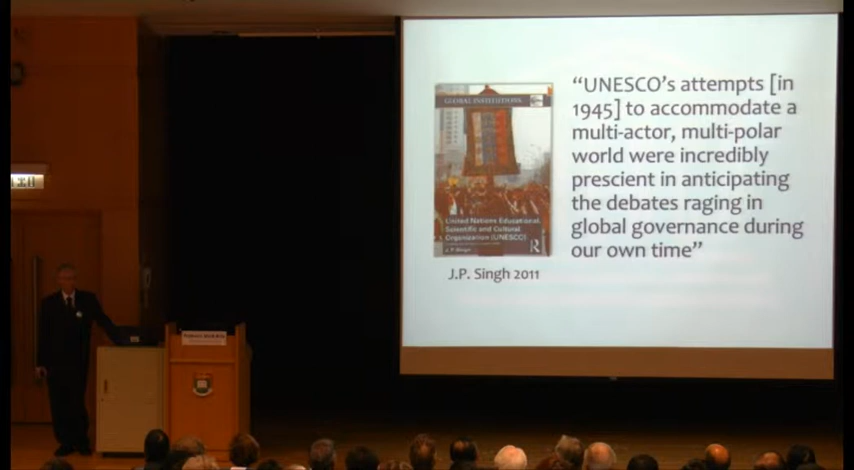 “UNESCO’s attempts [in
1945] to accommodate a
multi-actor, multi-polar
world were incredibly
prescient in anticipating
the debates raging in
global governance during
our own time”
GLOBAL INSTITUTIONS
United Nations Educational,
Scientific and Cultural
Organization (UNESCO)
J.P. Singh
R
J.P. Singh 2011